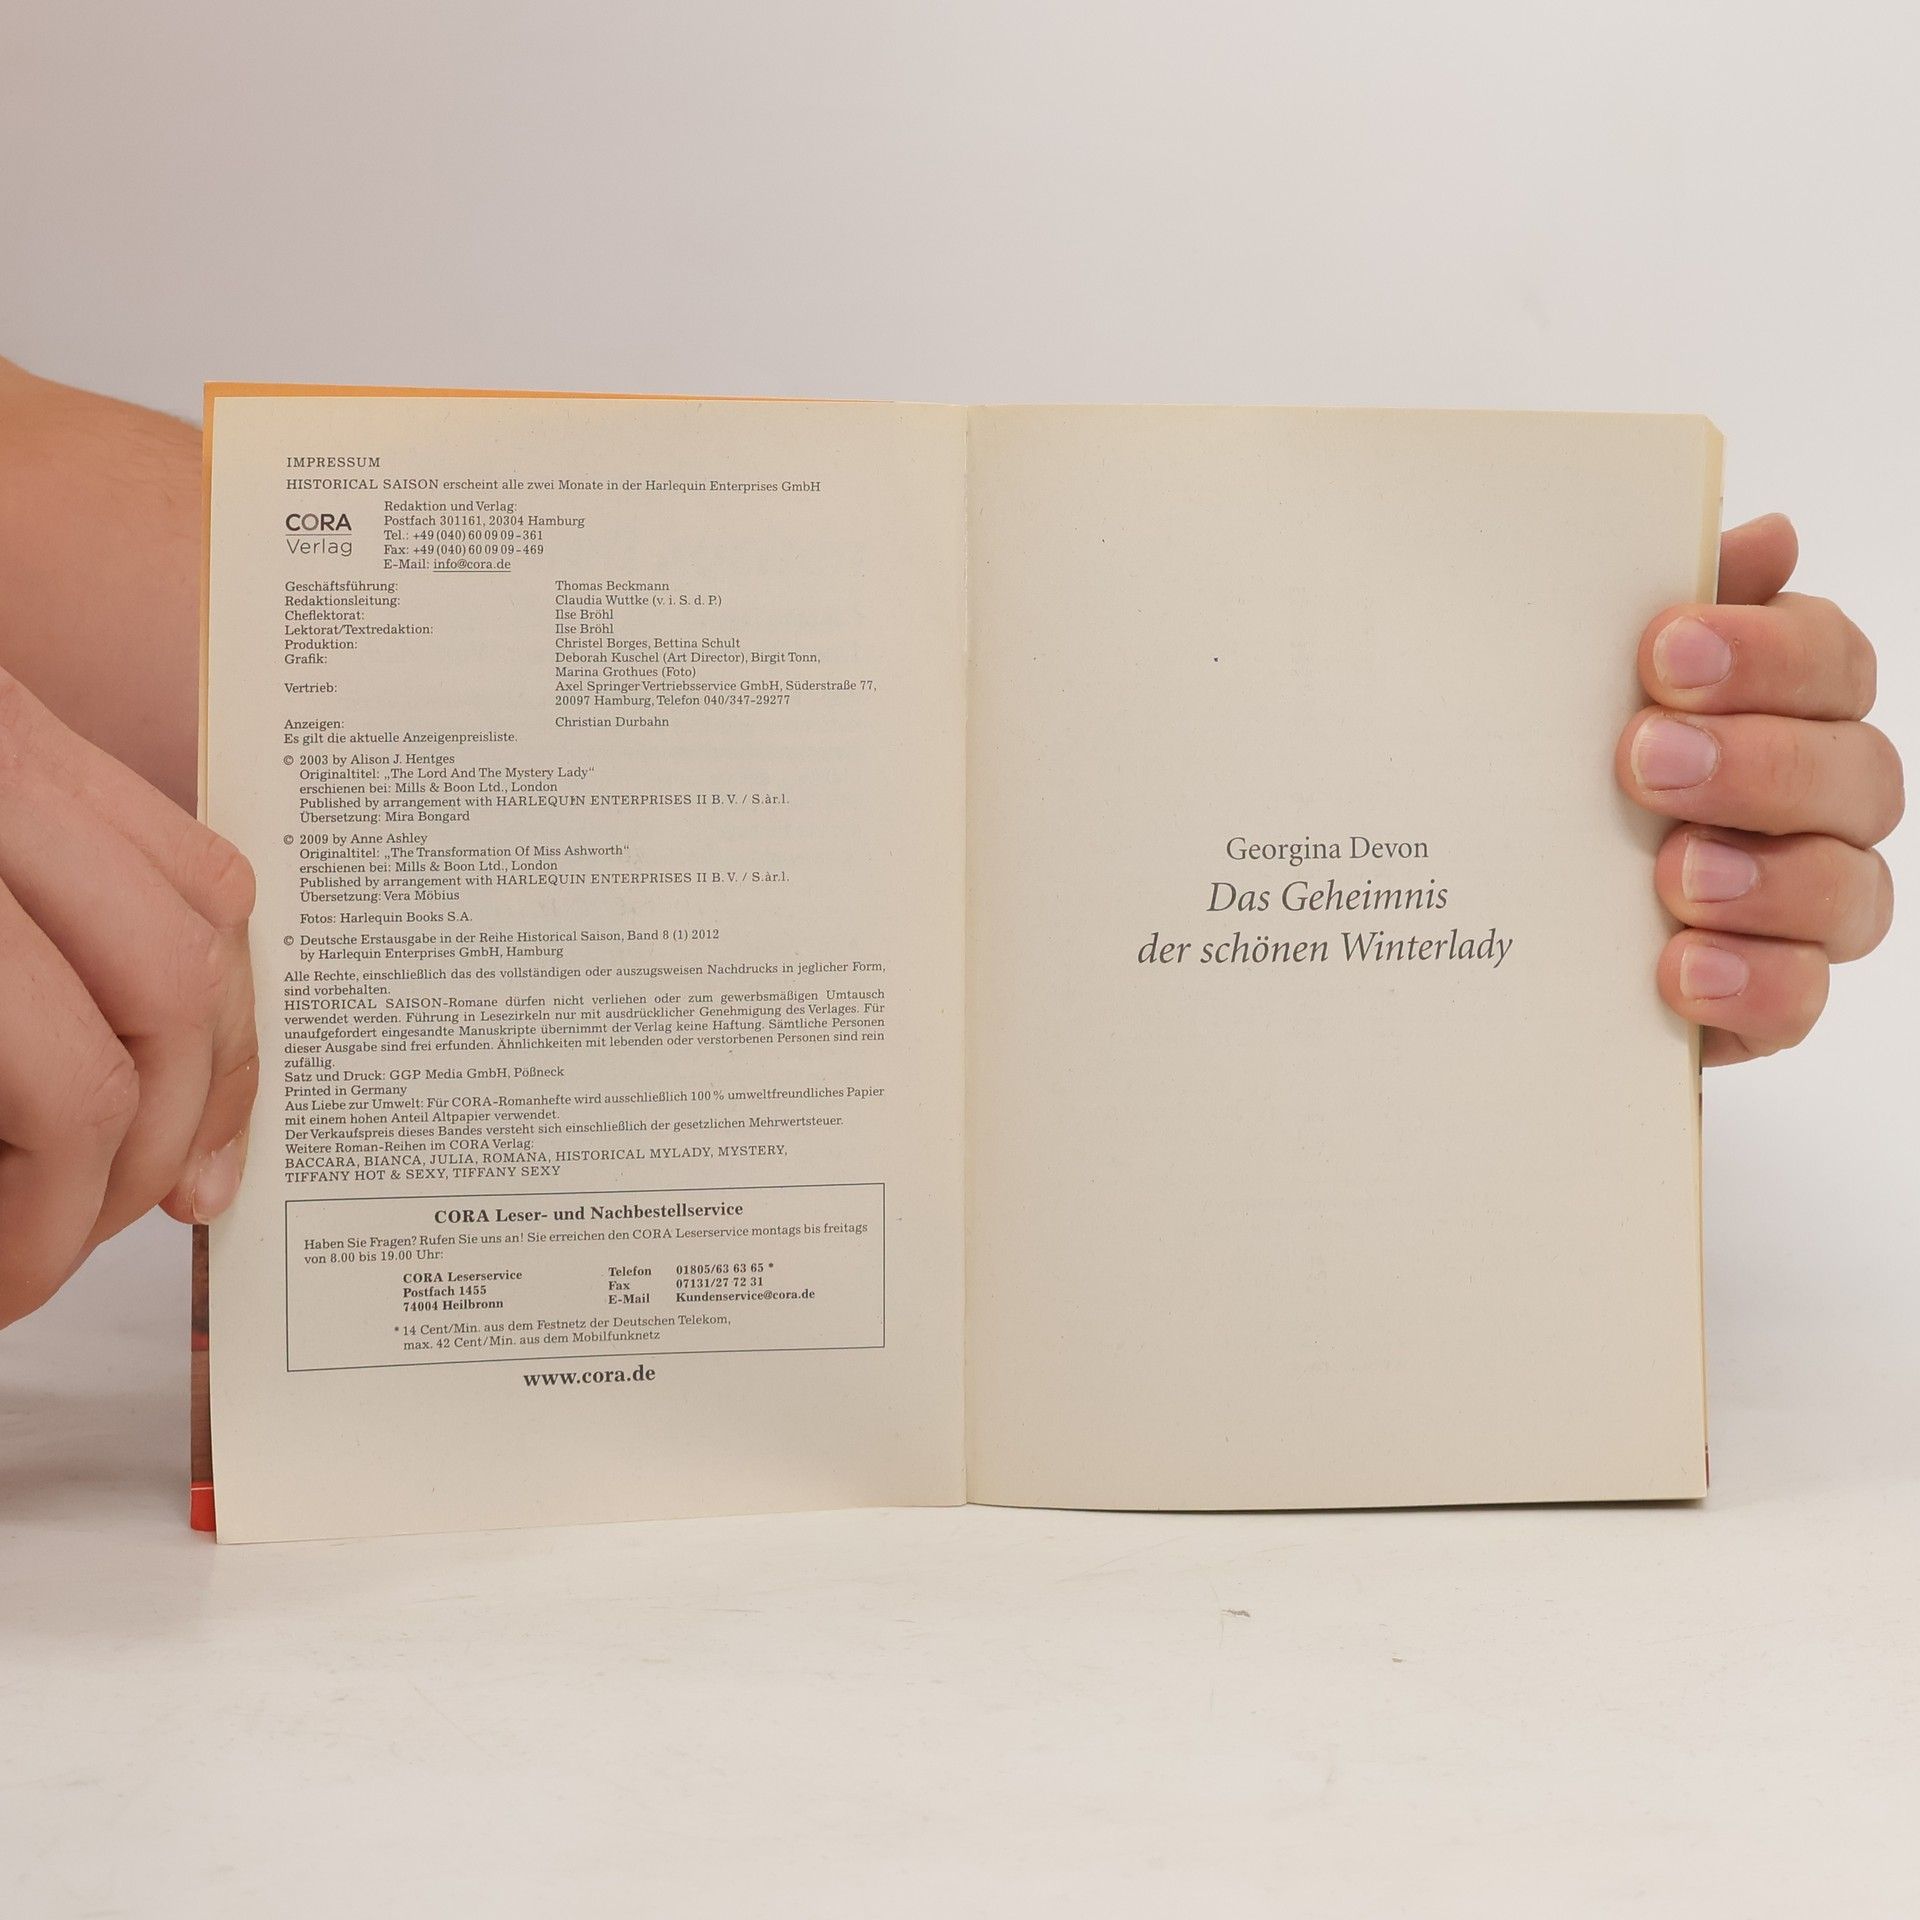 IMPRESSUM
HISTORICAL SAISON erscheint alle zwei Monate in der Harlequin Enterprises GmbH
CORA
Verlag
Redaktion und Verlag:
Postfach 301161, 20304 Hamburg
Tel.: +49 (040) 60 09 09-361
Fax: +49 (040) 60 09 09-469
E-Mail: info@cora.de
Geschäftsführung: Thomas Beckmann
Redaktionsleitung: Claudia Wuttke (v. i. S. d. P.)
Cheflektorat: Ilse Bröhl
Lektorat/Textredaktion: Ilse Bröhl
Produktion: Christel Borges, Bettina Schult
Grafik: Deborah Kuschel (Art Director), Birgit Tonn,
Marina Grothues (Foto)
Vertrieb: Axel Springer Vertriebsservice GmbH, Süderstraße 77,
20097 Hamburg, Telefon 040/347-29277
Anzeigen: Christian Durbahn
Es gilt die aktuelle Anzeigenpreisliste.
© 2003 by Alison J. Hentges
Originaltitel: „The Lord And The Mystery Lady“
erschienen bei: Mills & Boon Ltd., London
Published by arrangement with HARLEQUIN ENTERPRISES II B.V. / S.àr.l.
Übersetzung: Mira Bongard
© 2009 by Anne Ashley
Originaltitel: „The Transformation Of Miss Ashworth“
erschienen bei: Mills & Boon Ltd., London
Published by arrangement with HARLEQUIN ENTERPRISES II B.V. / S.àr.l.
Übersetzung: Vera Möbius
Fotos: Harlequin Books S.A.
© Deutsche Erstausgabe in der Reihe Historical Saison, Band 8 (1) 2012
by Harlequin Enterprises GmbH, Hamburg
Alle Rechte, einschließlich das des vollständigen oder auszugsweisen Nachdrucks in jeglicher Form,
sind vorbehalten.
HISTORICAL SAISON-Romane dürfen nicht verliehen oder zum gewerbsmäßigen Umtausch
verwendet werden. Führung in Lesezirkeln nur mit ausdrücklicher Genehmigung des Verlages. Für
unaufgefordert eingesandte Manuskripte übernimmt der Verlag keine Haftung. Sämtliche Personen
dieser Ausgabe sind frei erfunden. Ähnlichkeiten mit lebenden oder verstorbenen Personen sind rein
zufällig.
Satz und Druck: GGP Media GmbH, Pößneck
Printed in Germany
Aus Liebe zur Umwelt: Für CORA-Romanhefte wird ausschließlich 100 % umweltfreundliches Papier
mit einem hohen Anteil Altpapier verwendet.
Der Verkaufspreis dieses Bandes versteht sich einschließlich der gesetzlichen Mehrwertsteuer.
Weitere Roman-Reihen im CORA Verlag:
BACCARA, BIANCA, JULIA, ROMANA, HISTORICAL MYLADY, MYSTERY,
TIFFANY HOT & SEXY, TIFFANY SEXY
CORA Leser- und Nachbestellservice
Haben Sie Fragen? Rufen Sie uns an! Sie erreichen den CORA Leserservice montags bis freitags
von 8.00 bis 19.00 Uhr:
CORA Leserservice
Postfach 1455
74004 Heilbronn
Telefon 01805/63 63 65 *
Fax 07131/27 72 31
E-Mail Kundenservice@cora.de
* 14 Cent/Min. aus dem Festnetz der Deutschen Telekom,
max. 42 Cent/Min. aus dem Mobilfunknetz
www.cora.de
Georgina Devon
Das Geheimnis
der schönen Winterlady